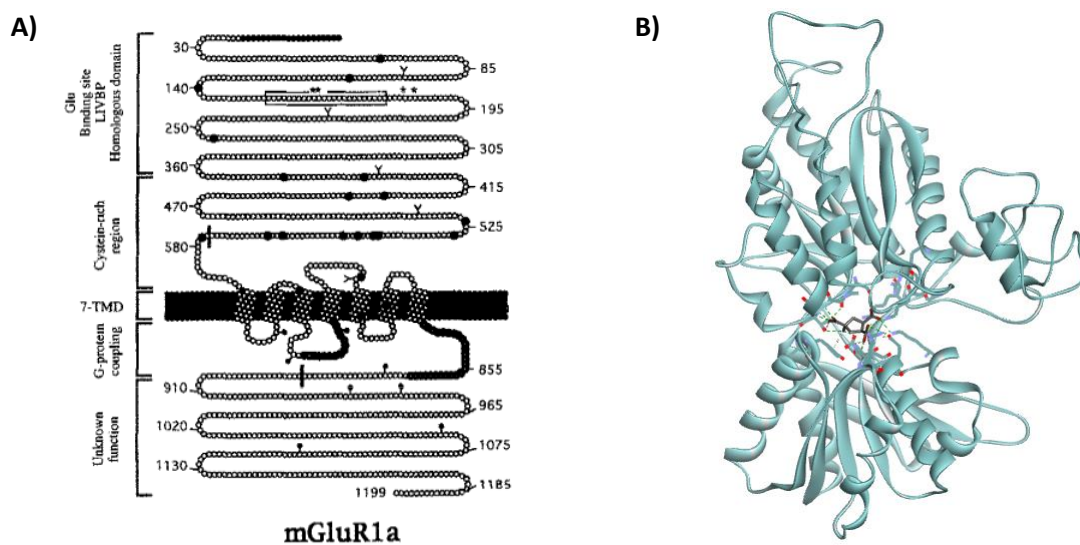 A)
B)
Glu
Binding site
LIVBP
Homologous domain
30
85
140
** + *
195
250
305
360
415
Cystein-rich
region
470
525
580
7-TMD
G-protein
coupling
855
910
965
Unknown
function
1020
1075
1130
1185
1199
mGluR1a